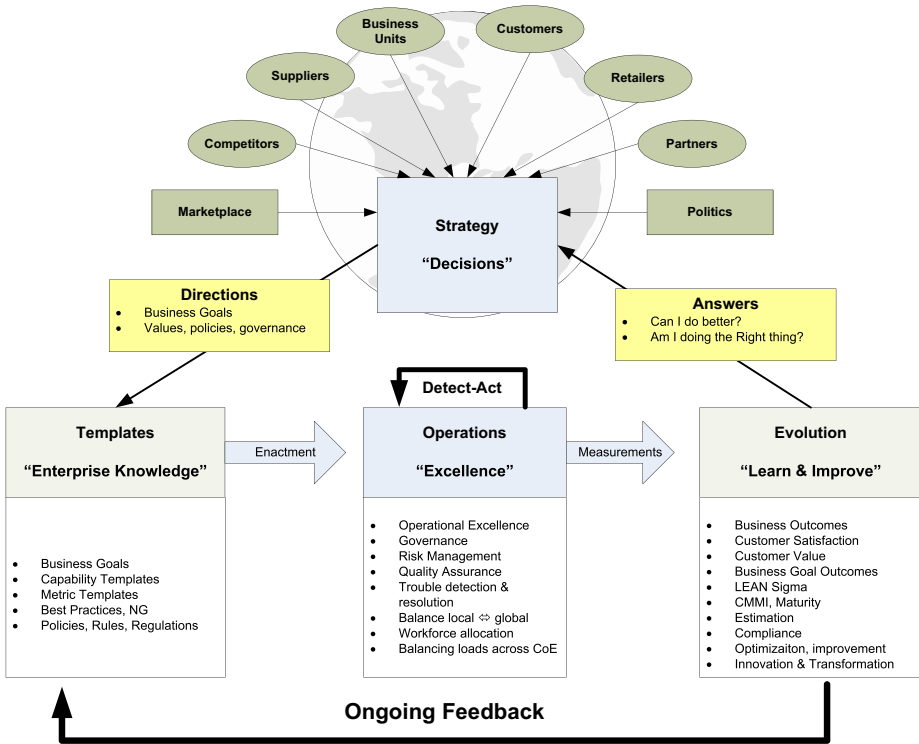 Business
Units
Customers
Suppliers
Retailers
Competitors
Partners
Marketplace
Politics
Strategy
“Decisions”
Directions
• Business Goals
• Values, policies, governance
Answers
• Can I do better?
• Am I doing the Right thing?
Detect-Act
Templates
“Enterprise Knowledge”
• Business Goals
• Capability Templates
• Metric Templates
• Best Practices, NG
• Policies, Rules, Regulations
Enactment
Operations
“Excellence”
• Operational Excellence
• Governance
• Risk Management
• Quality Assurance
• Trouble detection &
resolution
• Balance local ⇔ global
• Workforce allocation
• Balancing loads across CoE
Measurements
Evolution
“Learn & Improve”
• Business Outcomes
• Customer Satisfaction
• Customer Value
• Business Goal Outcomes
• LEAN Sigma
• CMMI, Maturity
• Estimation
• Compliance
• Optimizaiton, improvement
• Innovation & Transformation
Ongoing Feedback